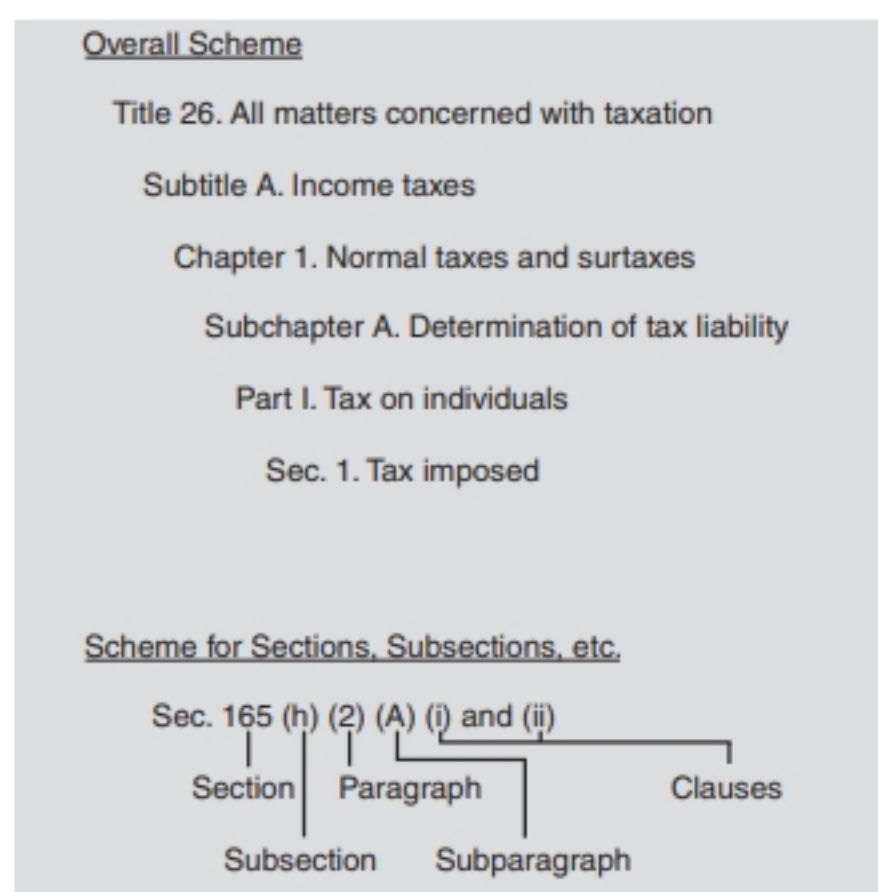 Overall Scheme
Title 26. All matters concerned with taxation
Subtitle A. Income taxes
Chapter 1. Normal taxes and surtaxes
Subchapter A. Determination of tax liability
Part I. Tax on individuals
Sec. 1. Tax imposed
Scheme for Sections, Subsections, etc.
Sec. 165 (h) (2) (A) (i) and (ii)
Section Paragraph Clauses
Subsection Subparagraph